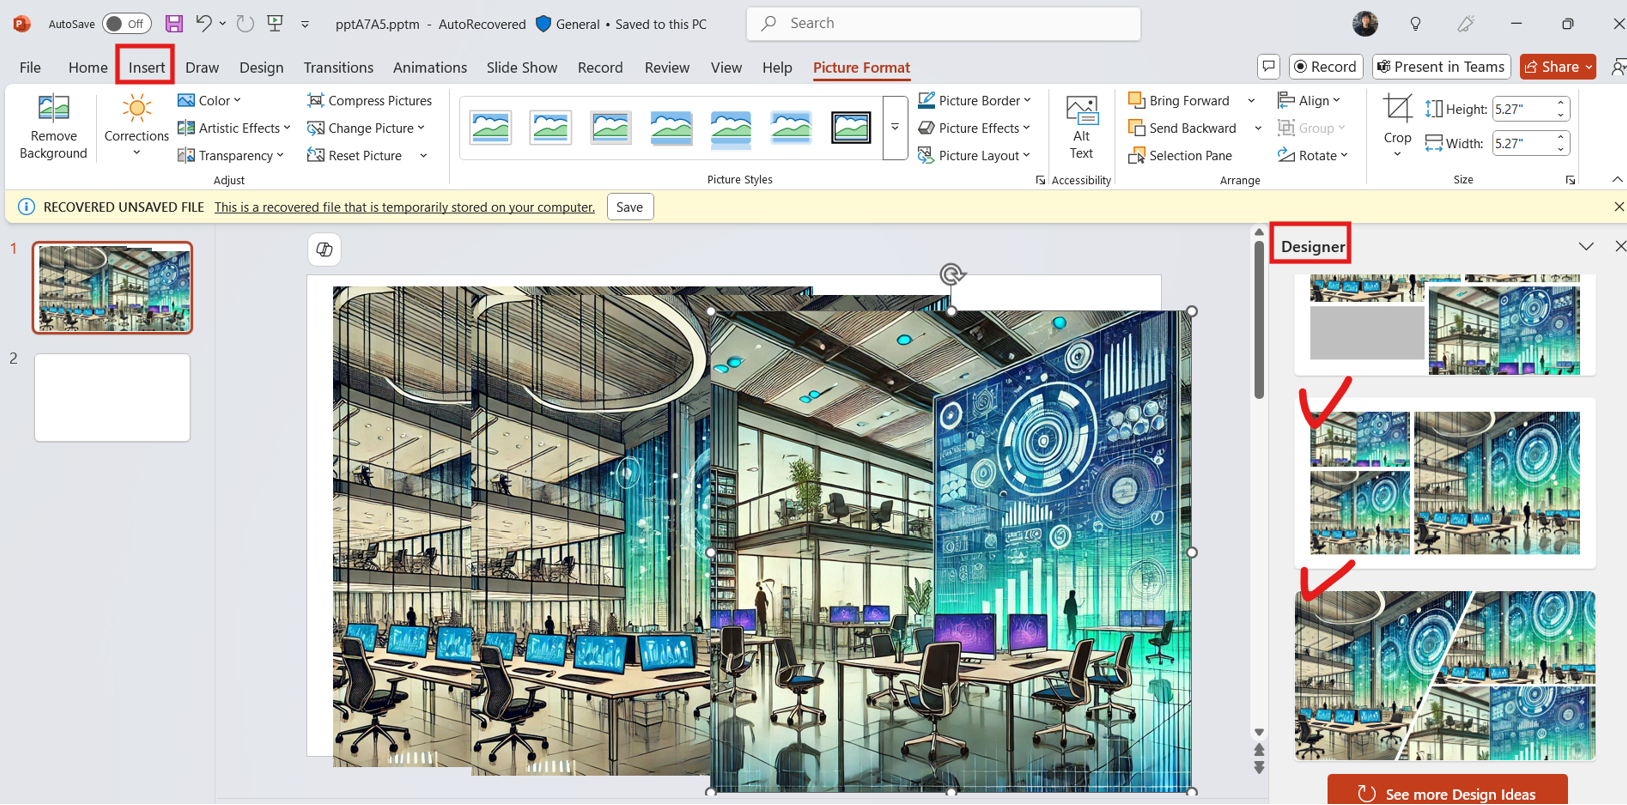 AutoSave Off pptA7A5.pptm - AutoRecovered General • Saved to this PC Search
File Home Insert Draw Design Transitions Animations Slide Show Record Review View Help Picture Format Record Present in Teams Share
Remove Background
Corrections
Color
Artistic Effects
Transparency
Compress Pictures
Change Picture
Reset Picture
Adjust
Picture Border
Picture Effects
Picture Layout
Picture Styles
Alt Text
Accessibility
Bring Forward
Send Backward
Selection Pane
Align
Group
Rotate
Arrange
Crop
Height: 5.27"
Width: 5.27"
Size
RECOVERED UNSAVED FILE This is a recovered file that is temporarily stored on your computer. Save
1
2
Designer
See more Design Ideas